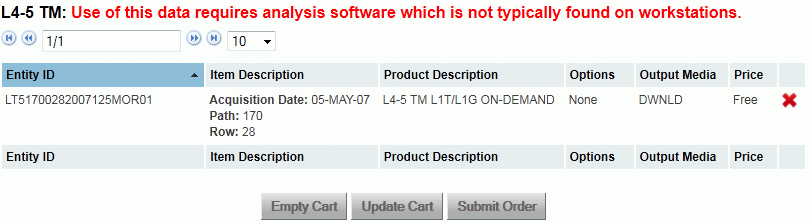 L4-5 TM: Use of this data requires analysis software which is not typically found on workstations.
1/1 10
Entity ID Item Description Product Description Options Output Media Price
LT51700282007125MOR01 Acquisition Date: 05-MAY-07 L4-5 TM L1T/L1G ON-DEMAND None DWNLD Free
Path: 170
Row: 28
Entity ID Item Description Product Description Options Output Media Price
Empty Cart Update Cart Submit Order